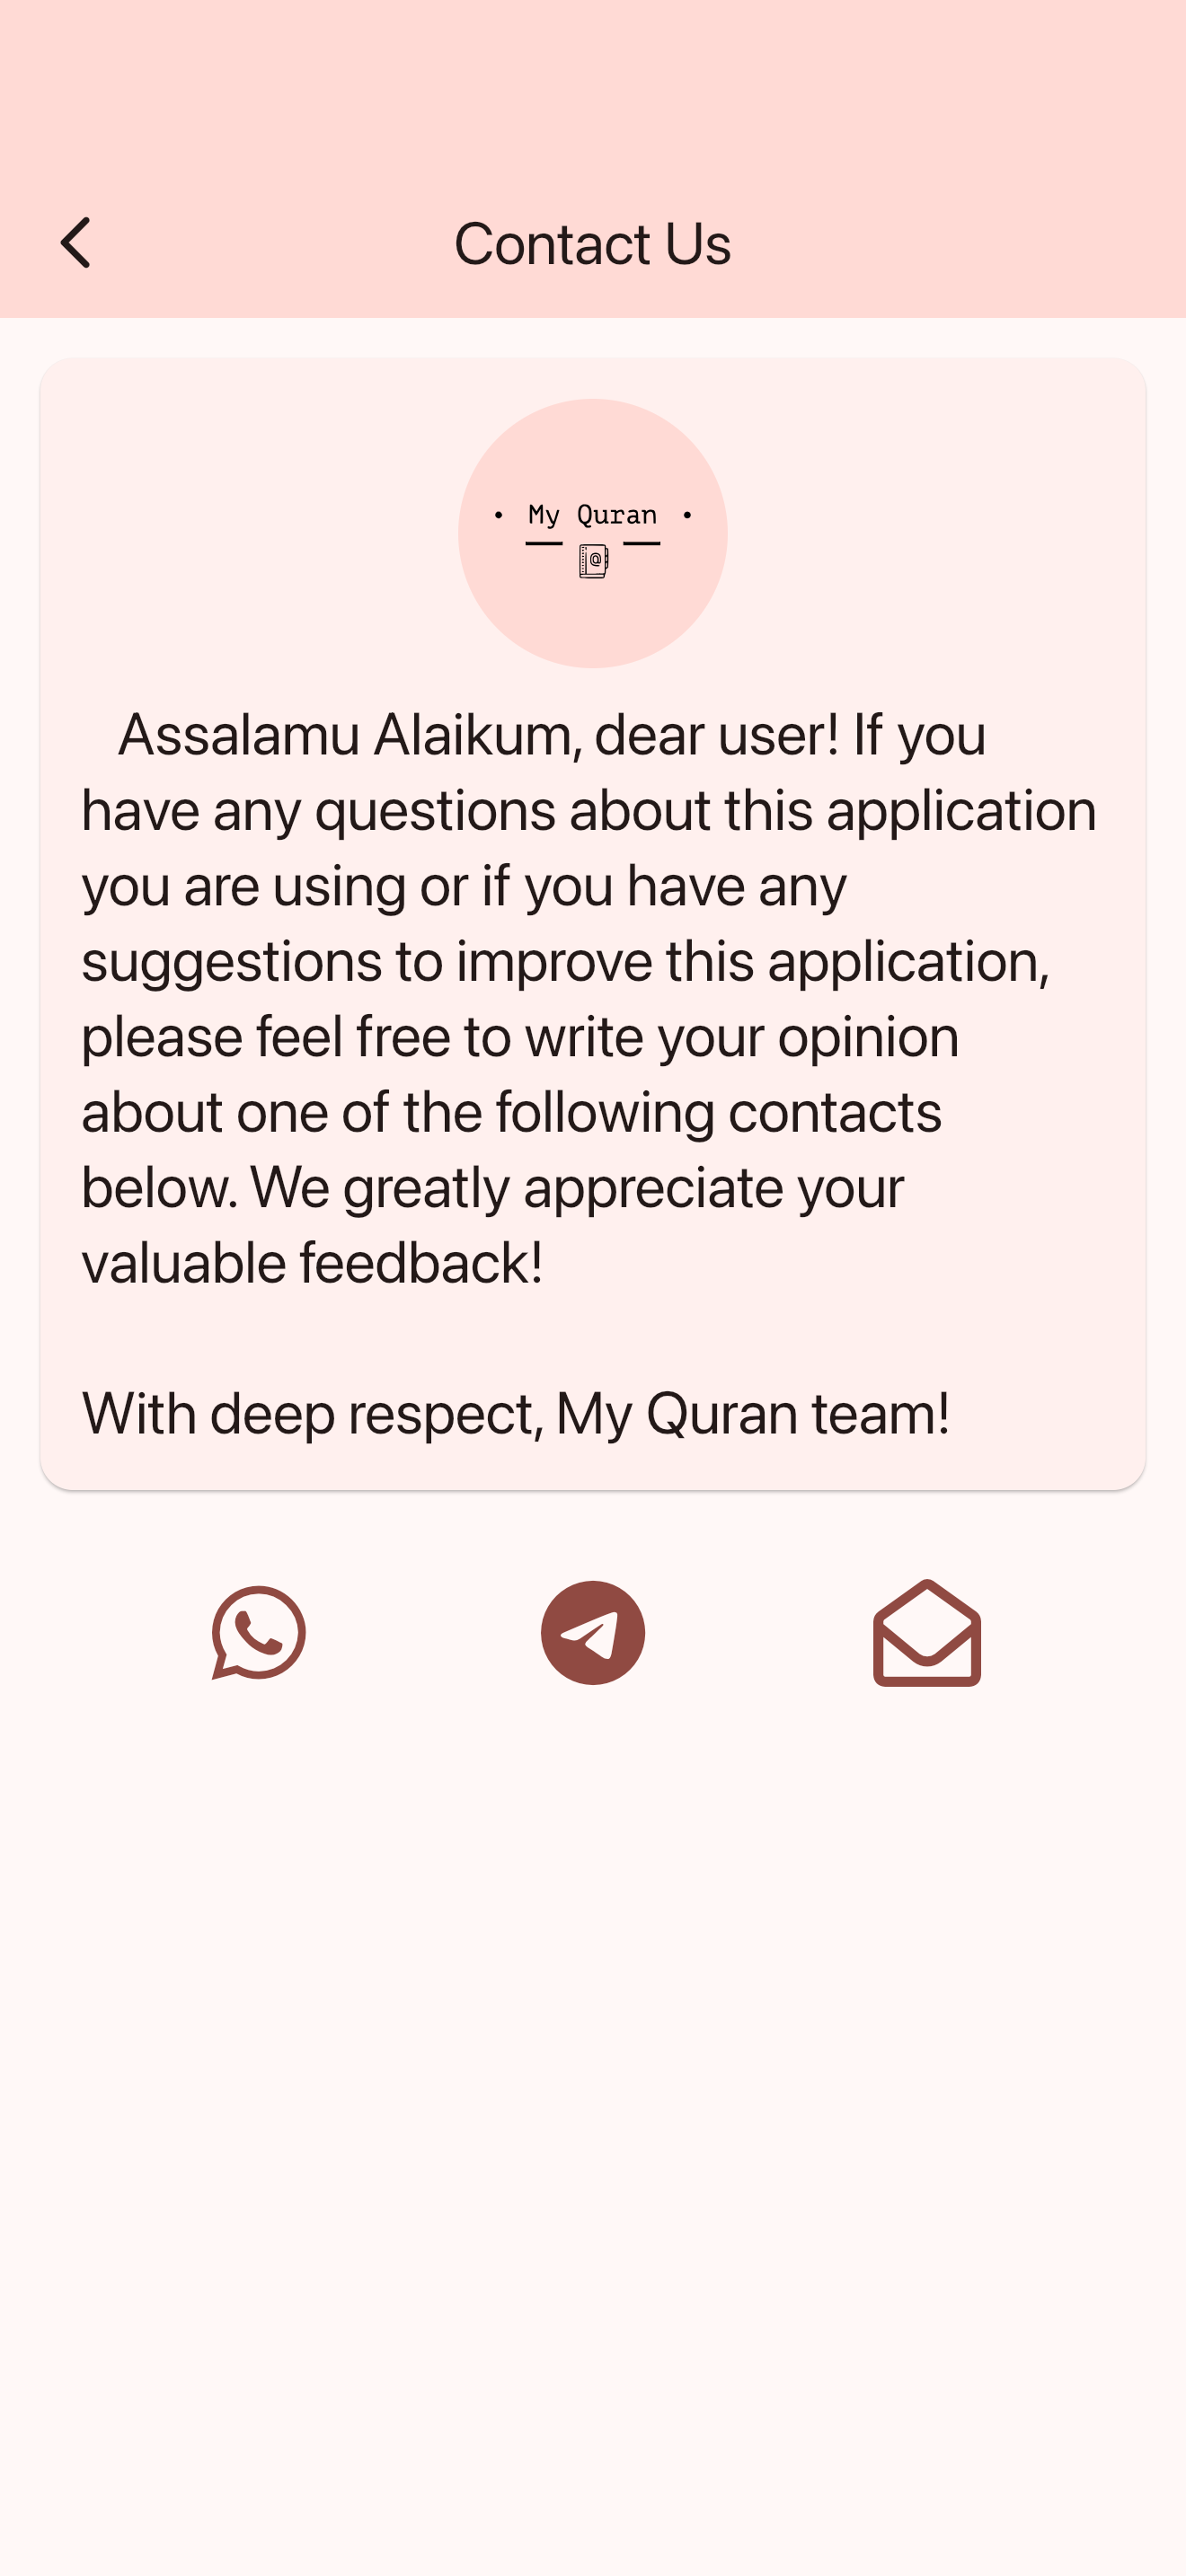 Contact Us
• My Quran •
@
Assalamu Alaikum, dear user! If you
have any questions about this application
you are using or if you have any
suggestions to improve this application,
please feel free to write your opinion
about one of the following contacts
below. We greatly appreciate your
valuable feedback!
With deep respect, My Quran team!